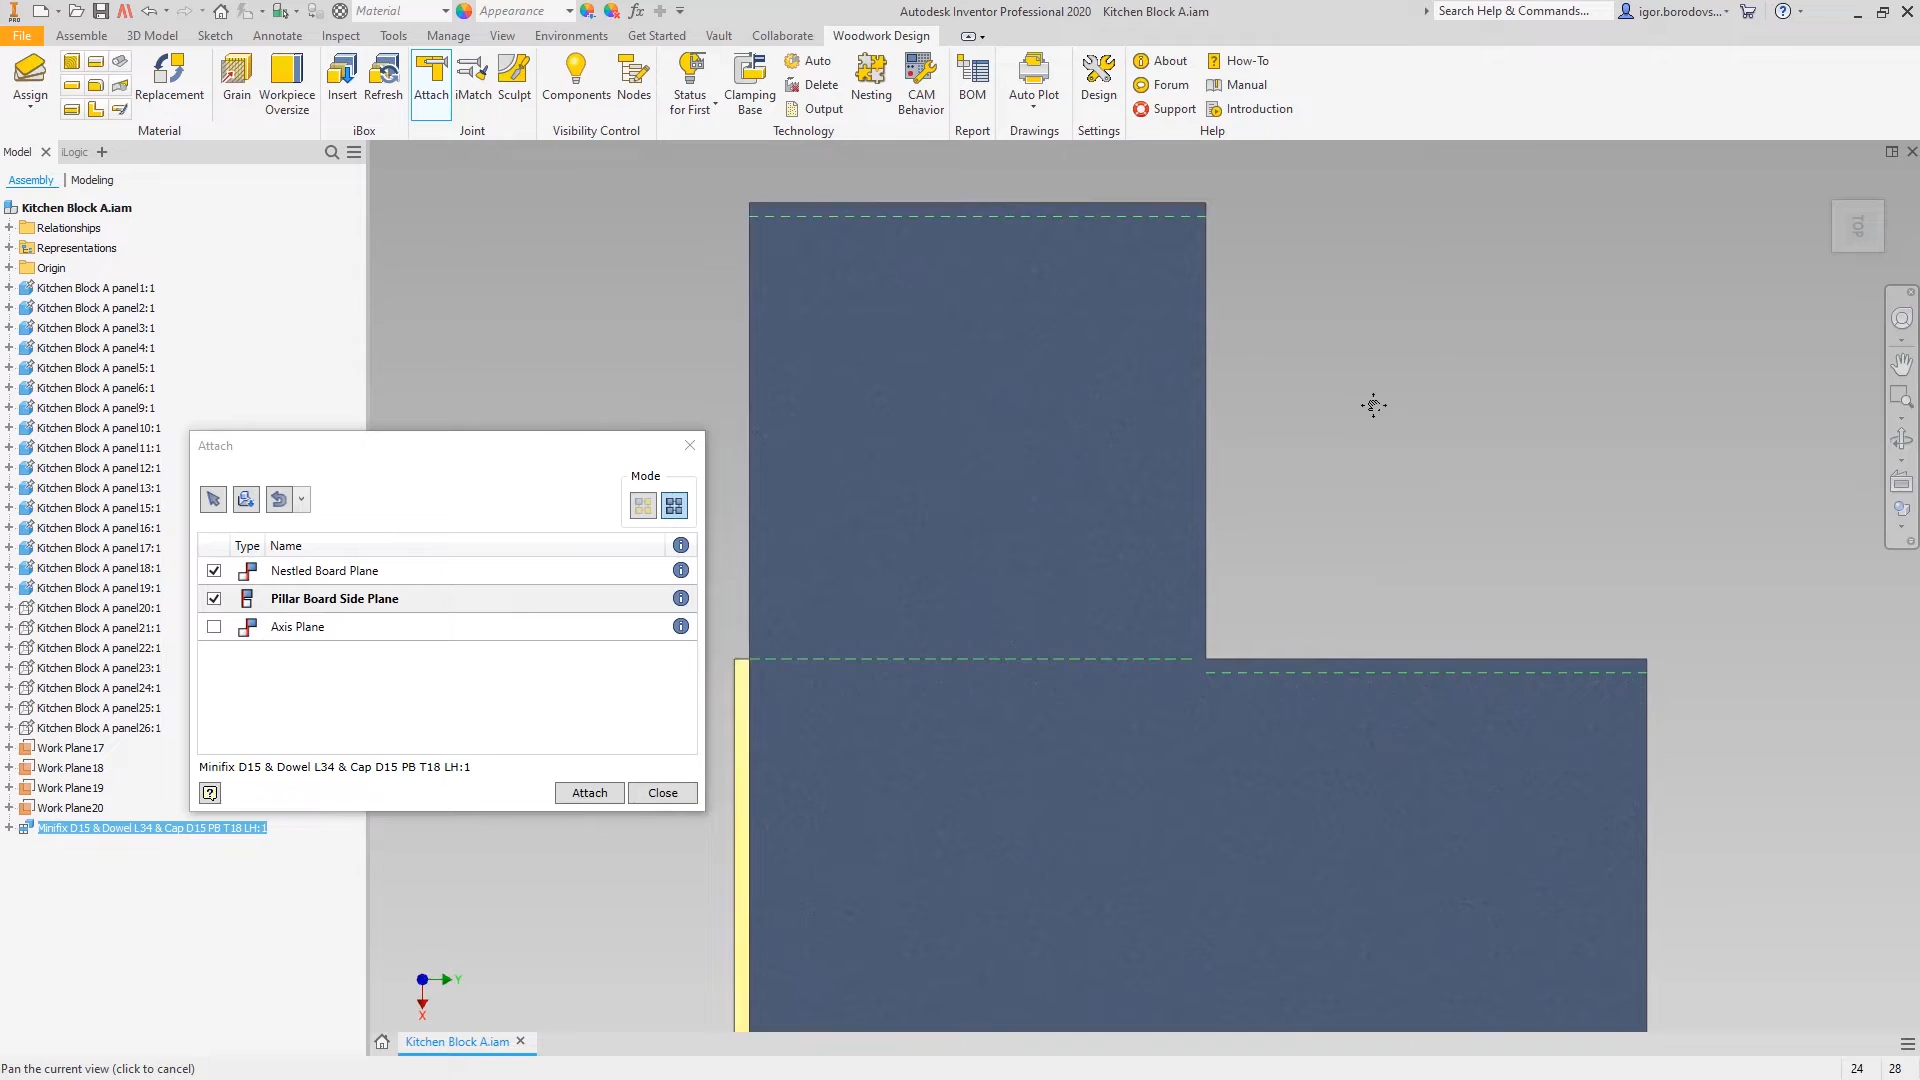 Material
Appearance
Autodesk Inventor Professional 2020 Kitchen Block A.iam
Search Help & Commands...
igor.borodovs...
File Assemble 3D Model Sketch Annotate Inspect Tools Manage View Environments Get Started Vault Collaborate Woodwork Design
Assign
Replacement
Grain
Workpiece
Oversize
Insert
Refresh
Attach
iMatch
Sculpt
Components
Nodes
Status
for First
Clamping
Base
Auto
Delete
Output
Nesting
CAM
Behavior
BOM
Auto Plot
Design
About
Forum
Support
How-To
Manual
Introduction
Material iBox Joint Visibility Control Technology Report Drawings Settings Help
Model iLogic
Assembly | Modeling
Kitchen Block A.iam
Relationships
Representations
Origin
Kitchen Block A panel1:1
Kitchen Block A panel2:1
Kitchen Block A panel3:1
Kitchen Block A panel4:1
Kitchen Block A panel5:1
Kitchen Block A panel6:1
Kitchen Block A panel9:1
Kitchen Block A panel10:1
Kitchen Block A panel11:1
Kitchen Block A panel12:1
Kitchen Block A panel13:1
Kitchen Block A panel15:1
Kitchen Block A panel16:1
Kitchen Block A panel17:1
Kitchen Block A panel18:1
Kitchen Block A panel19:1
Kitchen Block A panel20:1
Kitchen Block A panel21:1
Kitchen Block A panel22:1
Kitchen Block A panel23:1
Kitchen Block A panel24:1
Kitchen Block A panel25:1
Kitchen Block A panel26:1
Work Plane17
Work Plane18
Work Plane19
Work Plane20
Minifix D15 & Dowel L34 & Cap D15 PB T18 LH:1
Attach
Mode
Type Name
Nestled Board Plane
Pillar Board Side Plane
Axis Plane
Minifix D15 & Dowel L34 & Cap D15 PB T18 LH:1
Attach
Close
TOP
Y
X
Kitchen Block A.iam
Pan the current view (click to cancel)
24 28